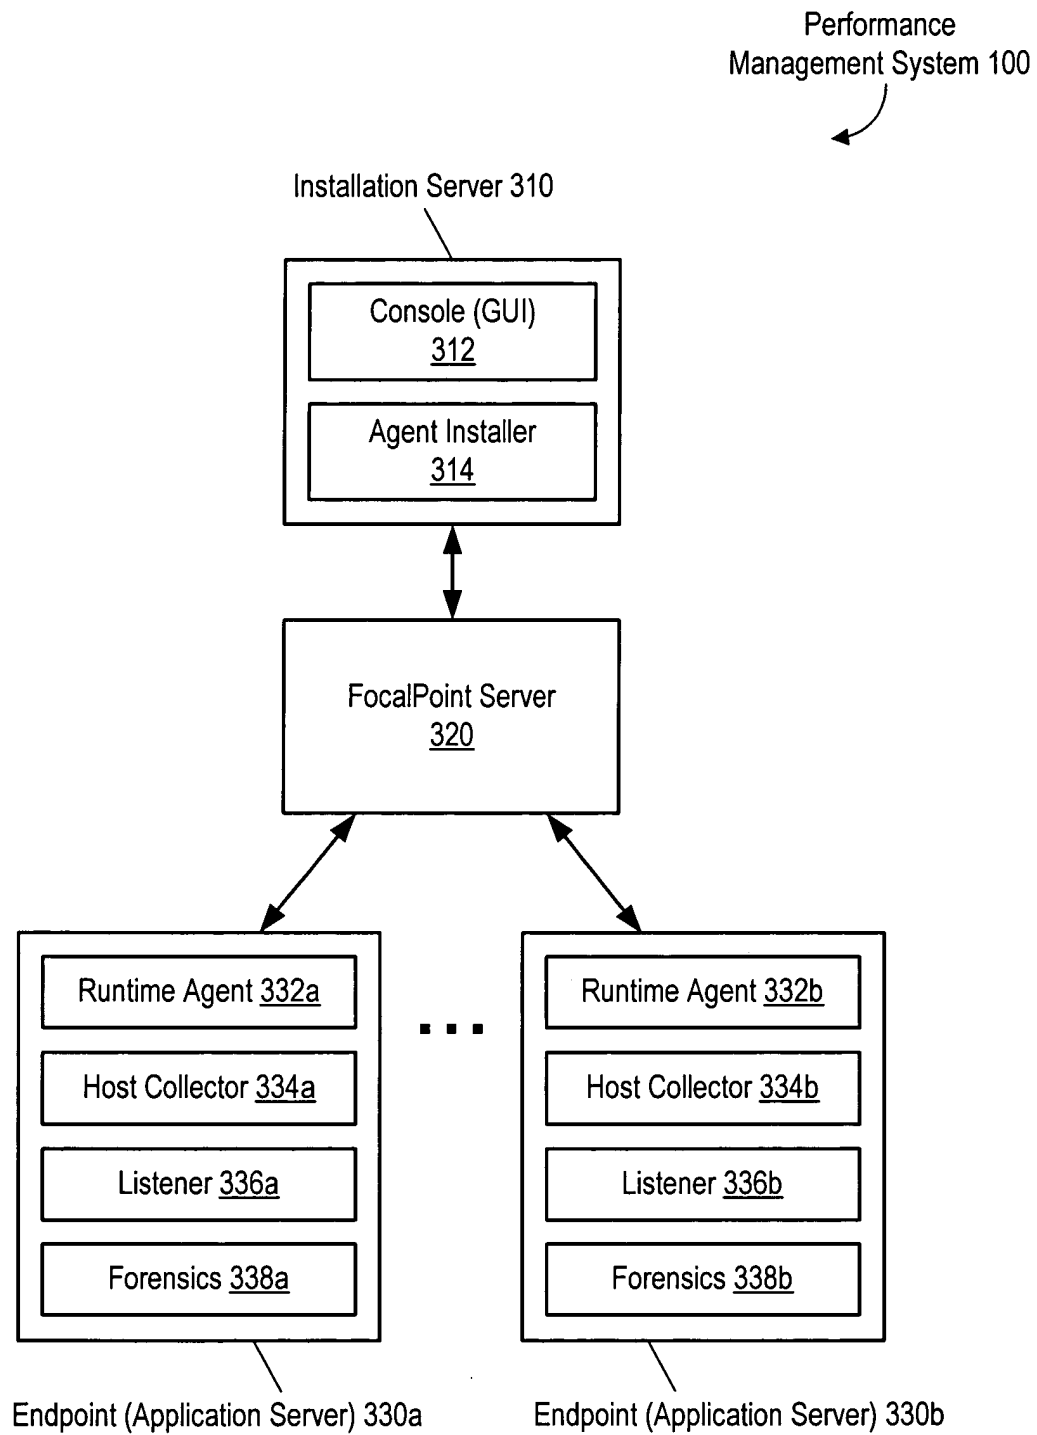 Performance
Management System 100
Installation Server 310
Console (GUI)
312
Agent Installer
314
FocalPoint Server
320
Runtime Agent 332a
Host Collector 334a
Listener 336a
Forensics 338a
Endpoint (Application Server) 330a
Runtime Agent 332b
Host Collector 334b
Listener 336b
Forensics 338b
Endpoint (Application Server) 330b